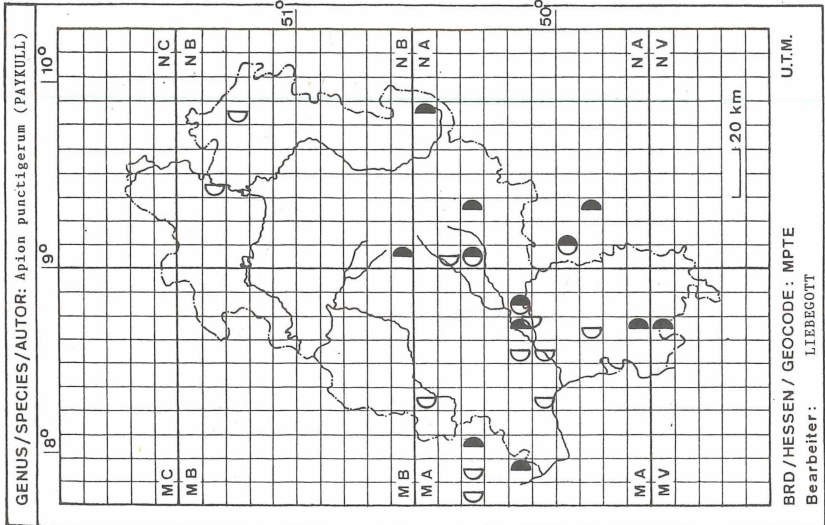 GENUS/SPECIES/AUTOR: Apion punctigerum (PAYKULL)
8° 9° 10°
MC NC
MB NB
51°
MB NB
MA NA
50°
MA NA
MV NV
20 km
BRD/HESSEN/GEOCODE: MPTE U.T.M.
Bearbeiter: LIEBEGOTT